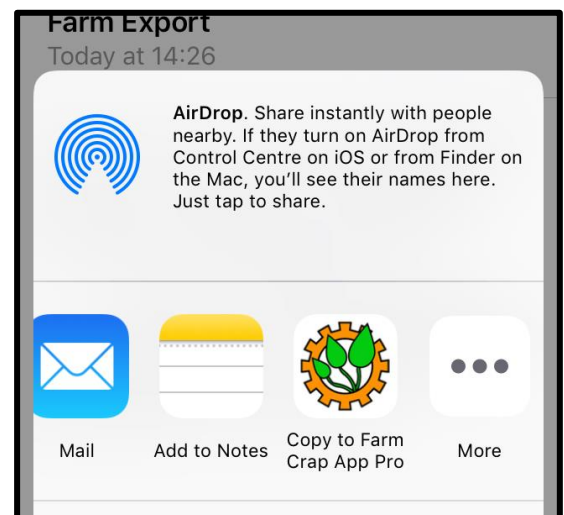 Farm Export
Today at 14:26
AirDrop. Share instantly with people
nearby. If they turn on AirDrop from
Control Centre on iOS or from Finder on
the Mac, you'll see their names here.
Just tap to share.
Mail
Add to Notes
Copy to Farm
Crap App Pro
More